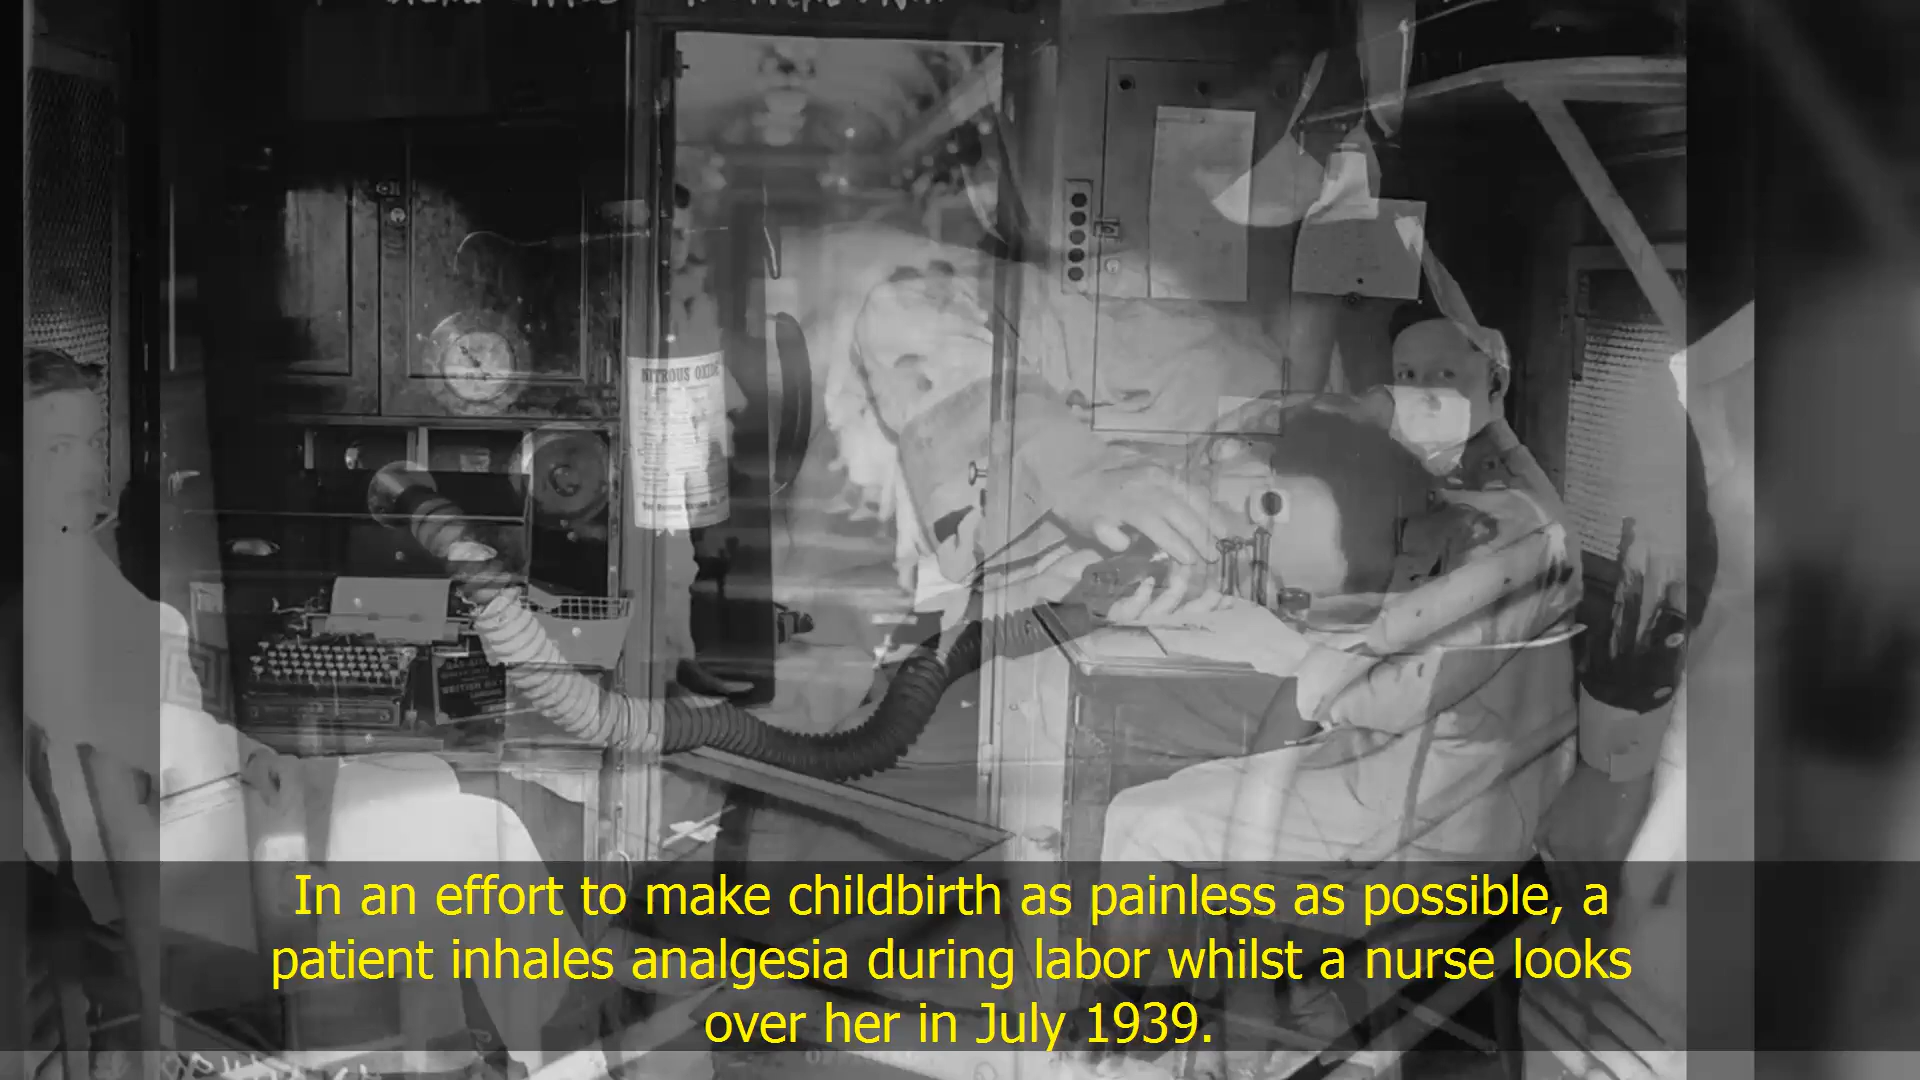 NITROUS OXIDE
BRITISH
In an effort to make childbirth as painless as possible, a
patient inhales analgesia during labor whilst a nurse looks
over her in July 1939.